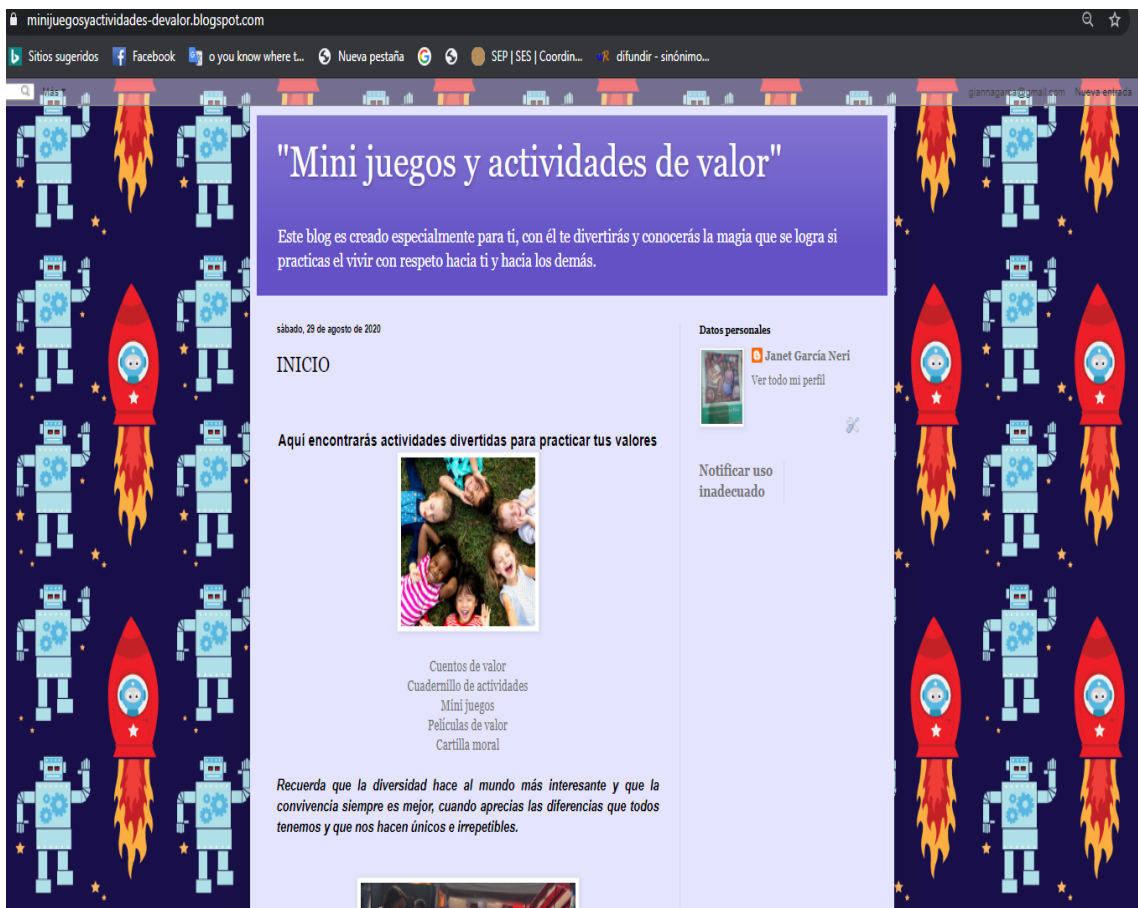 minijuegosyactividades-devalor.blogspot.com
Sitios sugeridos Facebook o you know where t... Nueva pestaña SEP | SES | Coordin... difundir - sinónimo...
Más giannagarca@gmail.com Nueva entrada
"Mini juegos y actividades de valor"
Este blog es creado especialmente para ti, con él te divertirás y conocerás la magia que se logra si
practicas el vivir con respeto hacia ti y hacia los demás.
sábado, 29 de agosto de 2020
INICIO
Aquí encontrarás actividades divertidas para practicar tus valores
Cuentos de valor
Cuadernillo de actividades
Mini juegos
Películas de valor
Cartilla moral
Recuerda que la diversidad hace al mundo más interesante y que la
convivencia siempre es mejor, cuando aprecias las diferencias que todos
tenemos y que nos hacen únicos e irrepetibles.
Datos personales
Janet García Neri
Ver todo mi perfil
Notificar uso
inadecuado